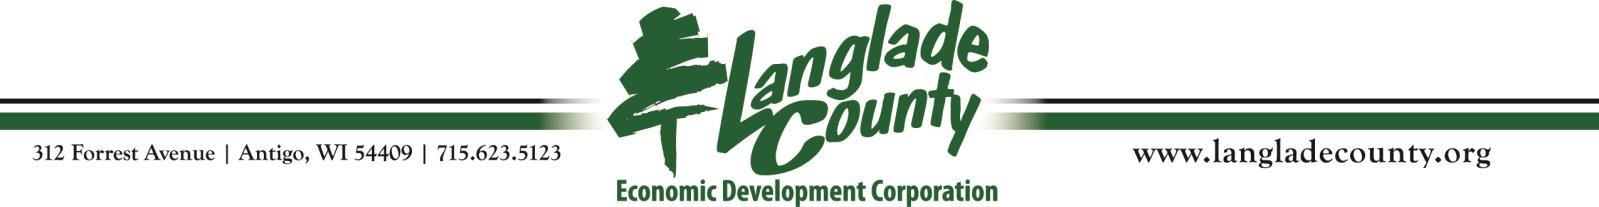 Langlade
County
Economic Development Corporation
312 Forrest Avenue | Antigo, WI 54409 | 715.623.5123
www.langladecounty.org